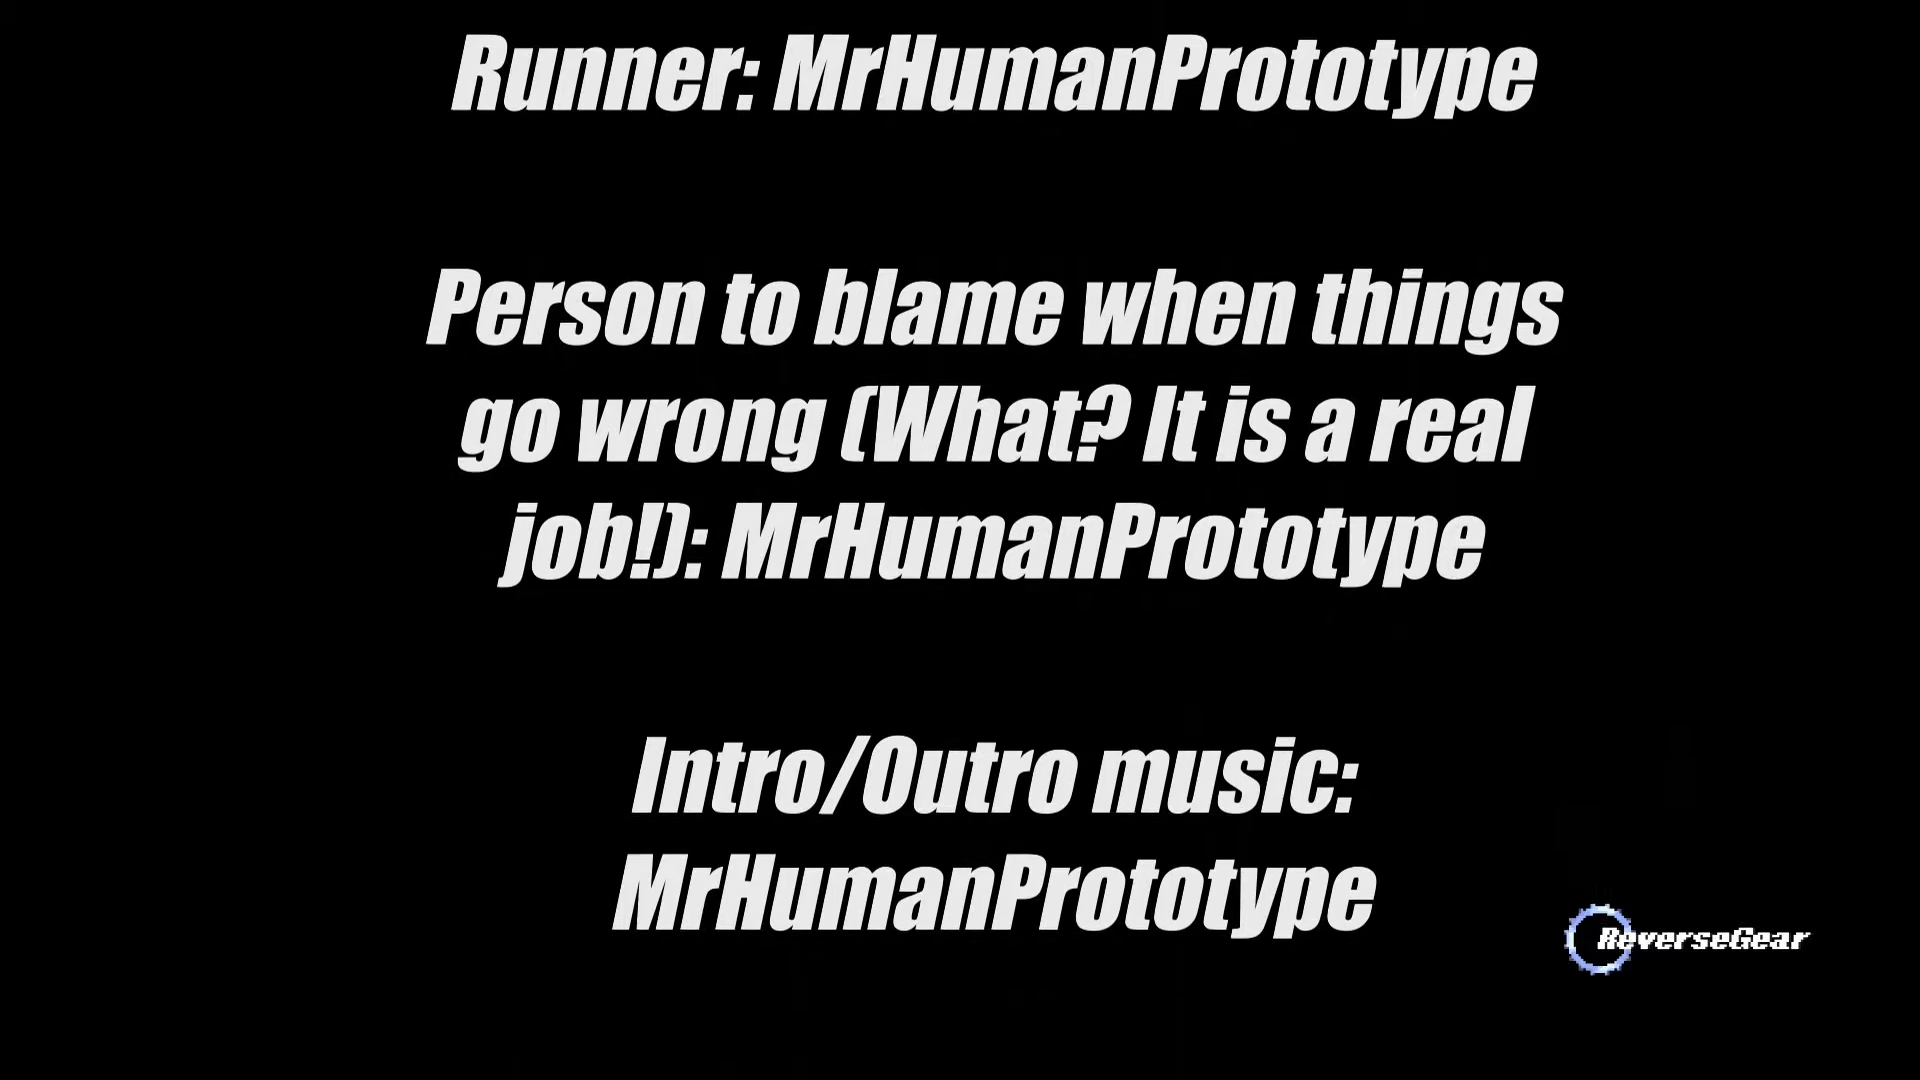 Runner: MrHumanPrototype
Person to blame when things
go wrong (What? It is a real
job!): MrHumanPrototype
Intro/Outro music:
MrHumanPrototype
ReverseGear